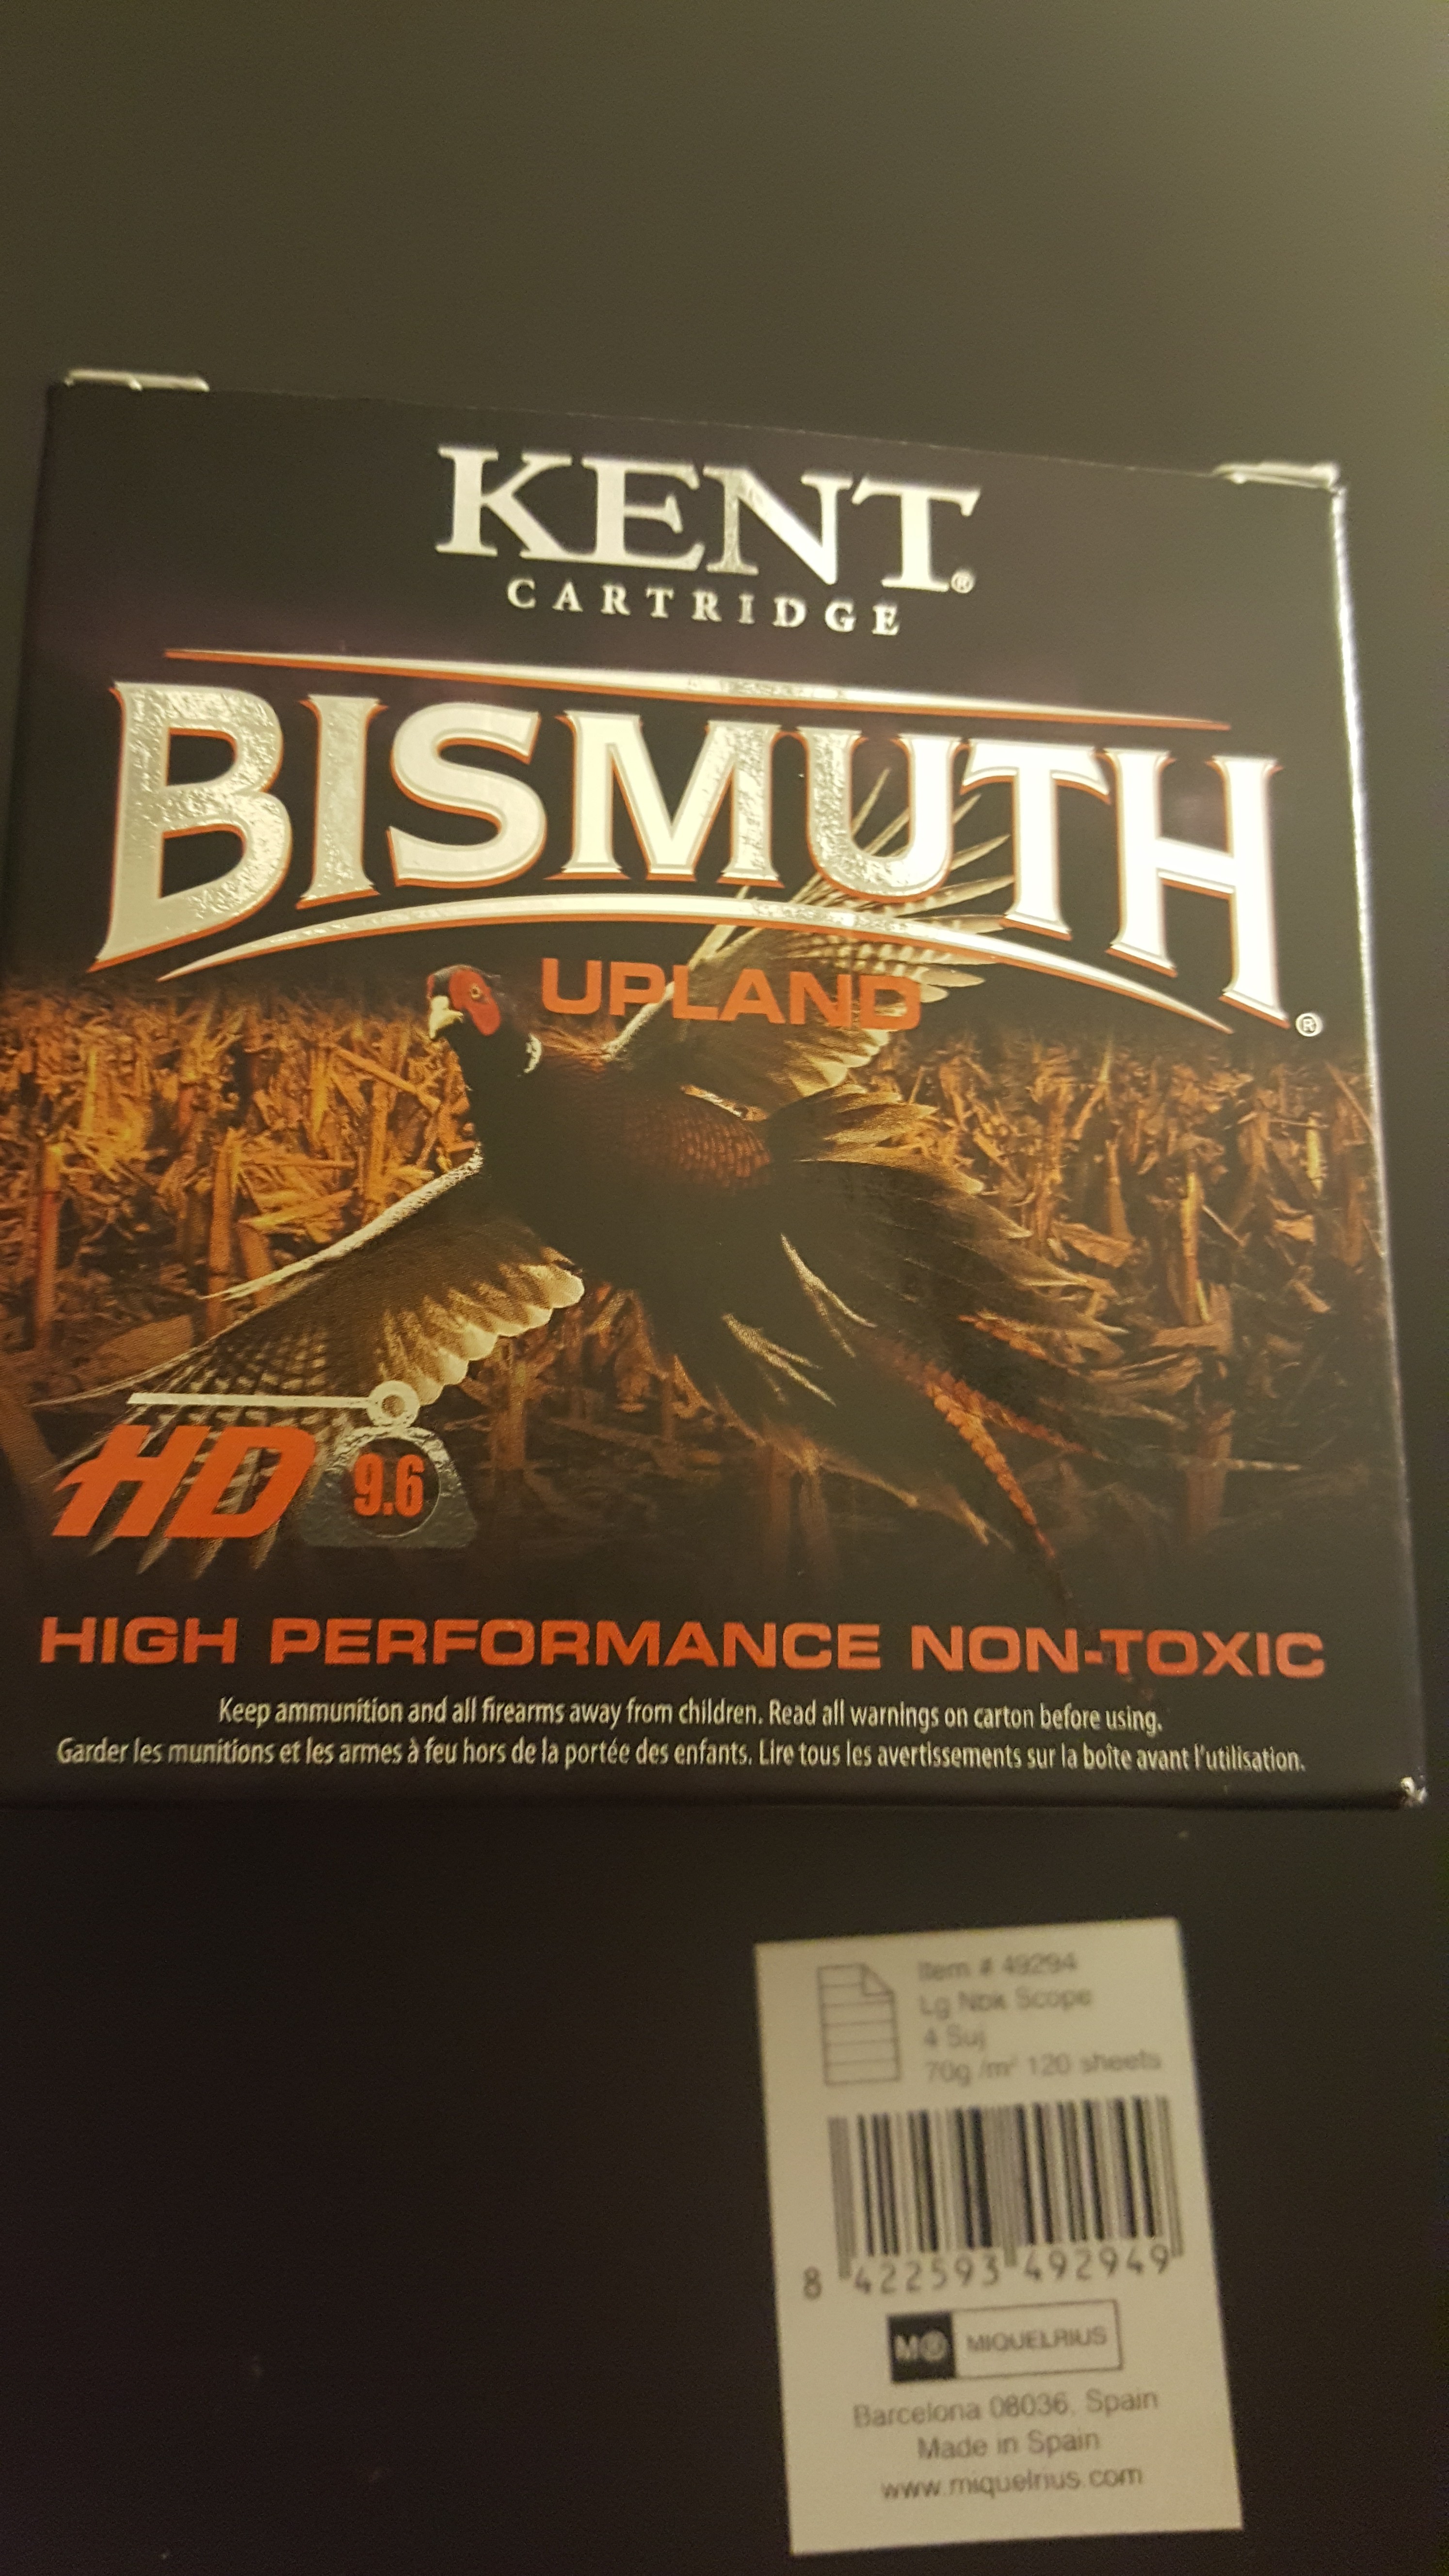 KENT®
CARTRIDGE
BISMUTH®
UPLAND
HD 9.6
HIGH PERFORMANCE NON-TOXIC
Keep ammunition and all firearms away from children. Read all warnings on carton before using.
Garder les munitions et les armes à feu hors de la portée des enfants. Lire tous les avertissements sur la boîte avant l'utilisation.
Item # 49294
Lg Nbk Scope
4 Suj
70g /m² 120 sheets
8 422593 492949
MR MIQUELRIUS
Barcelona 08036, Spain
Made in Spain
www.miquelrius.com